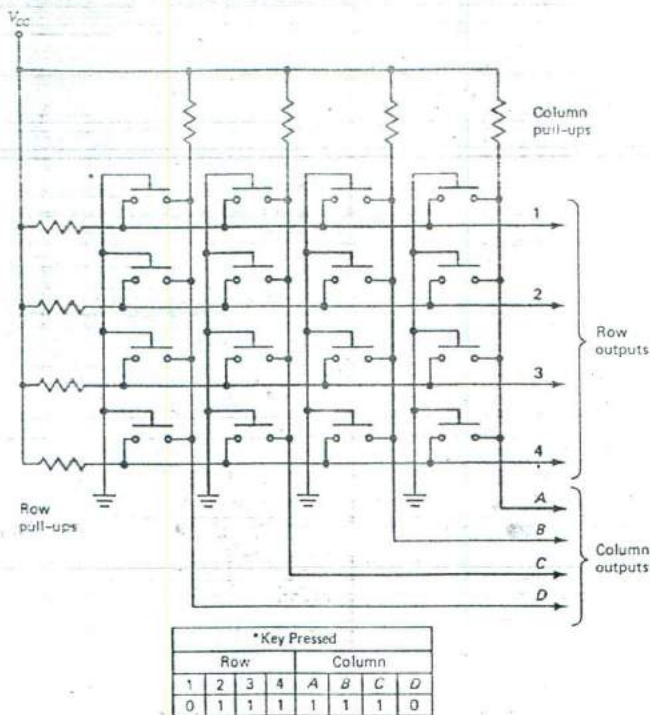 VCC
Column
pull-ups
1
2
Row
outputs
3
4
Row
pull-ups
A
B
Column
outputs
C
D
*Key Pressed
Row Column
1 2 3 4 A B C D
0 1 1 1 1 1 1 0